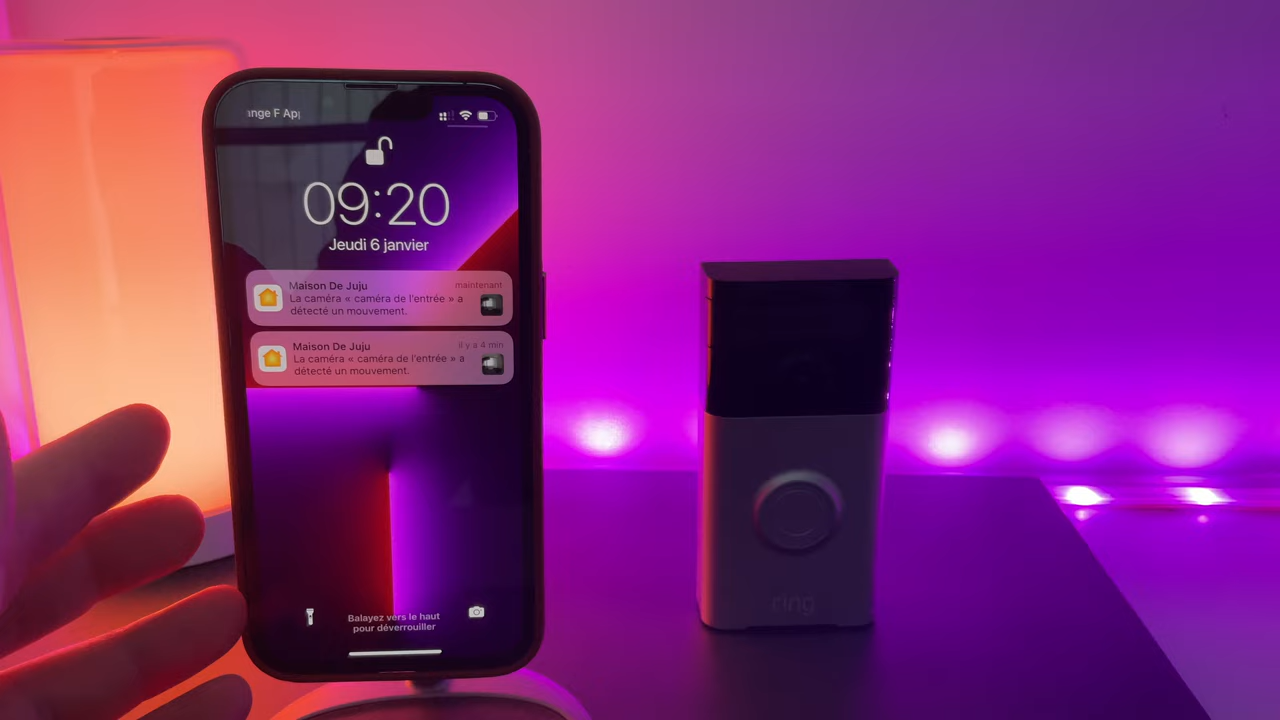 ange F Ap
09:20
Jeudi 6 janvier
Maison De Juju
maintenant
La caméra « caméra de l'entrée » a
détecté un mouvement.
Maison De Juju
il y a 4 min
La caméra « caméra de l'entrée » a
détecté un mouvement.
Balayez vers le haut
pour déverrouiller
ring